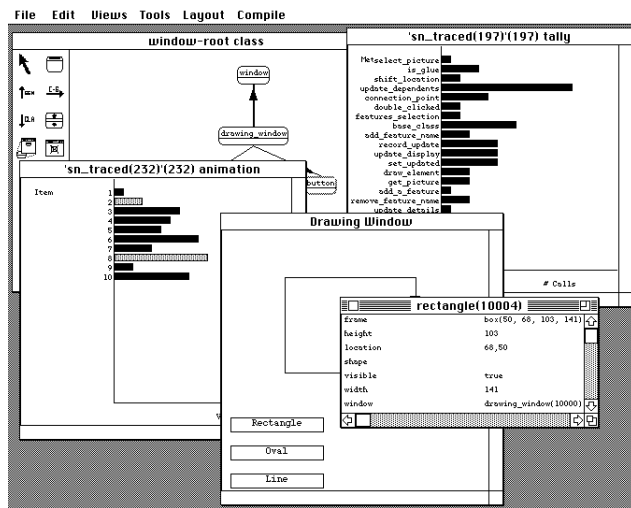 File Edit Views Tools Layout Compile
window-root class
window
drawing_window
button
'sn_traced(197)'(197) tally
select_picture
is_glue
shift_location
update_dependents
connection_point
double_clicked
features_selection
base_class
add_feature_name
record_update
update_display
set_updated
draw_element
get_picture
add_a_feature
remove_feature_name
update_details
# Calls
'sn_traced(232)'(232) animation
Item
1
2
3
4
5
6
7
8
9
10
Drawing Window
Rectangle
Oval
Line
rectangle(10004)
frame box(50, 68, 103, 141)
height 103
location 68,50
shape
visible true
width 141
window drawing_window(10000)